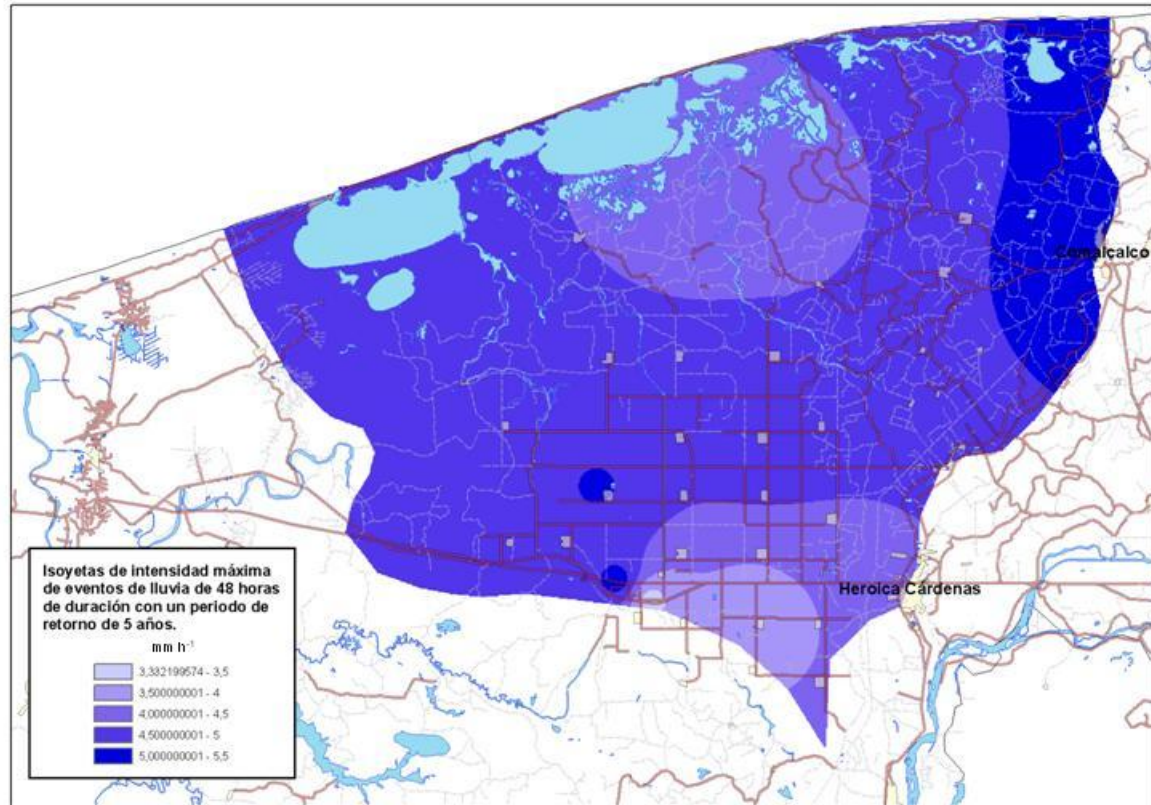 Comalcalco
Heroica Cárdenas
Isoyetas de intensidad máxima
de eventos de lluvia de 48 horas
de duración con un periodo de
retorno de 5 años.
mm h⁻¹
3,332199574 - 3,5
3,500000001 - 4
4,000000001 - 4,5
4,500000001 - 5
5,000000001 - 5,5